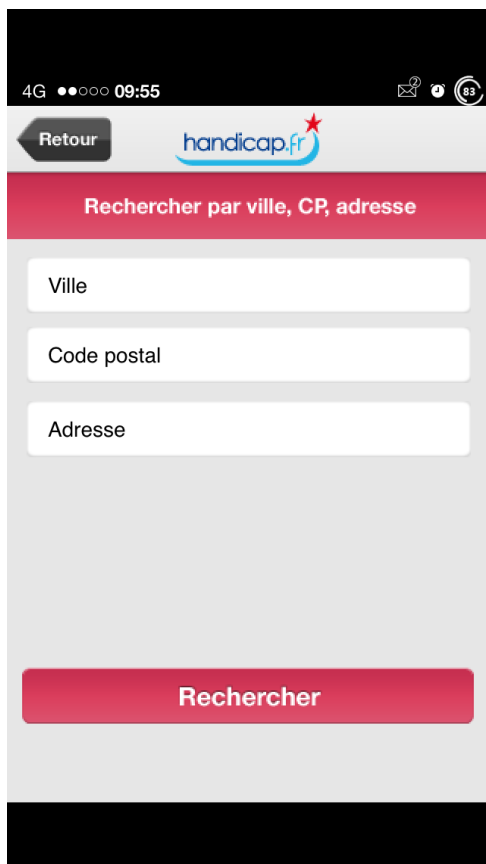 4G 09:55 2 83
Retour
handicap.fr
Rechercher par ville, CP, adresse
Ville
Code postal
Adresse
Rechercher